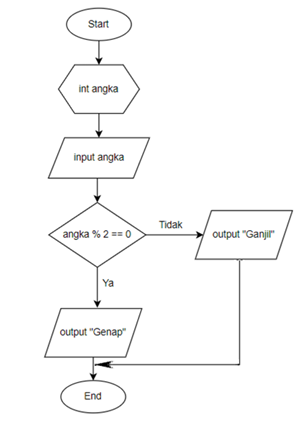 Start
int angka
input angka
angka % 2 == 0
Tidak
output "Ganjil"
Ya
output "Genap"
End